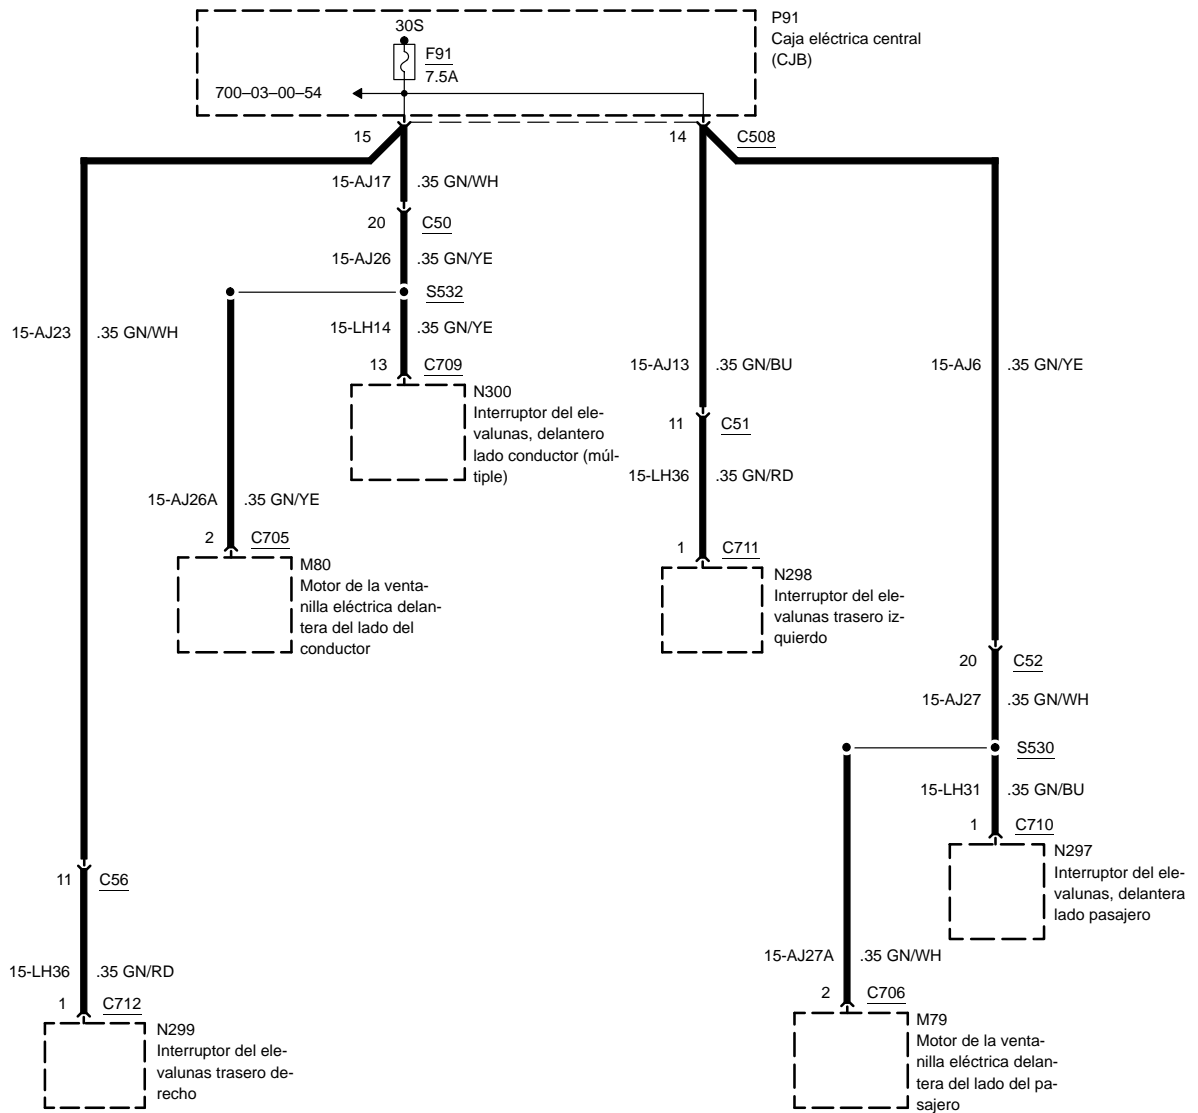 30S
F91
7.5A
700–03–00–54
P91
Caja eléctrica central
(CJB)
15
14
C508
15-AJ17 .35 GN/WH
20 C50
15-AJ26 .35 GN/YE
S532
15-AJ23 .35 GN/WH
15-LH14 .35 GN/YE
13 C709
N300
Interruptor del ele-
valunas, delantero
lado conductor (múl-
tiple)
15-AJ13 .35 GN/BU
15-AJ6 .35 GN/YE
11 C51
15-LH36 .35 GN/RD
15-AJ26A .35 GN/YE
2 C705
M80
Motor de la venta-
nilla eléctrica delan-
tera del lado del
conductor
1 C711
N298
Interruptor del ele-
valunas trasero iz-
quierdo
20 C52
15-AJ27 .35 GN/WH
S530
15-LH31 .35 GN/BU
1 C710
N297
Interruptor del ele-
valunas, delantera
lado pasajero
11 C56
15-LH36 .35 GN/RD
1 C712
N299
Interruptor del ele-
valunas trasero de-
recho
15-AJ27A .35 GN/WH
2 C706
M79
Motor de la venta-
nilla eléctrica delan-
tera del lado del pa-
sajero